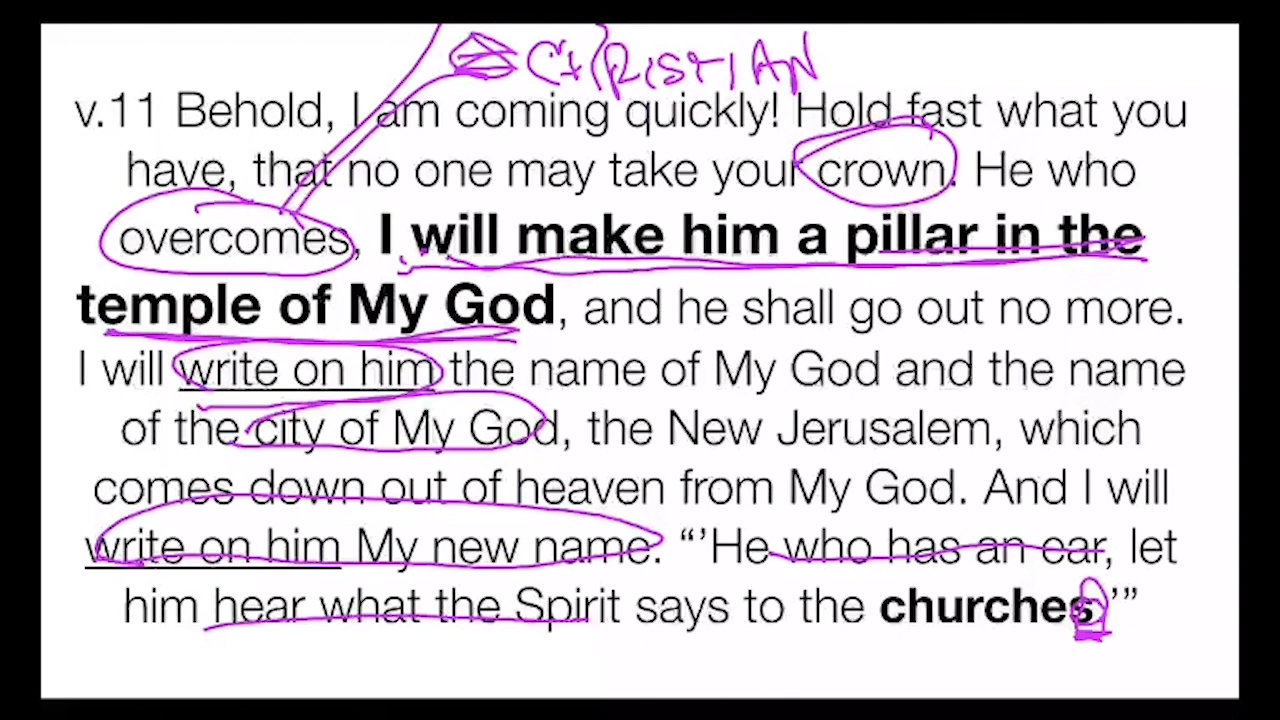 CHRISTIAN
v.11 Behold, I am coming quickly! Hold fast what you
have, that no one may take your crown. He who
overcomes, I will make him a pillar in the
temple of My God, and he shall go out no more.
I will write on him the name of My God and the name
of the city of My God, the New Jerusalem, which
comes down out of heaven from My God. And I will
write on him My new name. “’He who has an ear, let
him hear what the Spirit says to the churches.’”